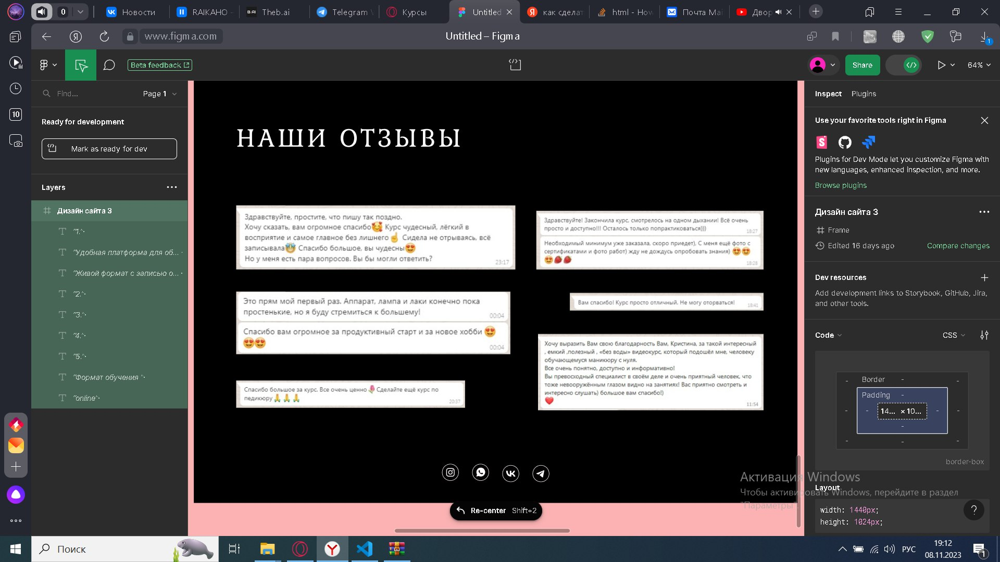 0
Новости
RAIKAHO
Theb.ai
Telegram
Курсы
Untitled
как сделат
html - How
Почта Mai
Двор
www.figma.com
Untitled – Figma
1
Beta feedback
Share
64%
10
Find...
Page 1
Ready for development
Mark as ready for dev
Layers
Дизайн сайта 3
"1."
"Удобная платформа для об...
"Живой формат с записью о...
"2."
"3."
"4."
"5."
"Формат обучения "
"online"
НАШИ ОТЗЫВЫ
Здравствуйте, простите, что пишу так поздно.
Хочу сказать, вам огромное спасибо🥰 Курс чудесный, лёгкий в
восприятие и самое главное без лишнего☝ Сидела не отрываясь, всё
записывала🤓 Спасибо большое, вы чудесны😍
Но у меня есть пара вопросов. Вы бы могли ответить?
23:17
Это прям мой первый раз. Аппарат, лампа и лаки конечно пока
простенькие, но я буду стремиться к большему!
00:04
Спасибо вам огромное за продуктивный старт и за новое хобби 😍
😍😍
00:04
Спасибо большое за курс. Все очень ценно🌷Сделайте ещё курс по
педикюру🙏🙏🙏
20:37
Здравствуйте! Закончила курс, смотрелось на одном дыхании! Всё очень
просто и доступно!!! Осталось только попрактиковаться)))
18:27
Необходимый минимум уже заказала, скоро приедет). С меня ещё фото с
сертификатами и фото работ) жду не дождусь опробовать знания) 😍😍
😍🍓🍓
18:28
Вам спасибо! Курс просто отличный. Не могу оторваться!
18:41
Хочу выразить Вам свою благодарность Вам, Кристина, за такой интересный
, емкий ,полезный , «без воды» видеокурс, который подошёл мне, человеку
обучающемуся маникюру с нуля.
Все очень понятно, доступно и информативно!
Вы превосходный специалист в своём деле и очень приятный человек, что
тоже невооружённым глазом видно на занятиях! Вас приятно смотреть и
интересно слушать) большое вам спасибо!)
❤
11:54
Re-center Shift+2
Inspect
Plugins
Use your favorite tools right in Figma
Plugins for Dev Mode let you customize Figma with
new languages, enhanced inspection, and more.
Browse plugins
Дизайн сайта 3
Frame
Edited 16 days ago
Compare changes
Dev resources
Add development links to Storybook, GitHub, Jira,
and other tools.
Code
CSS
Border
-
Padding
-
14... × 10...
border-box
Layout
width: 1440px;
height: 1024px;
Активация Windows
Чтобы активировать Windows, перейдите в раздел
"Параметры".
?
Поиск
РУС
19:12
08.11.2023
1